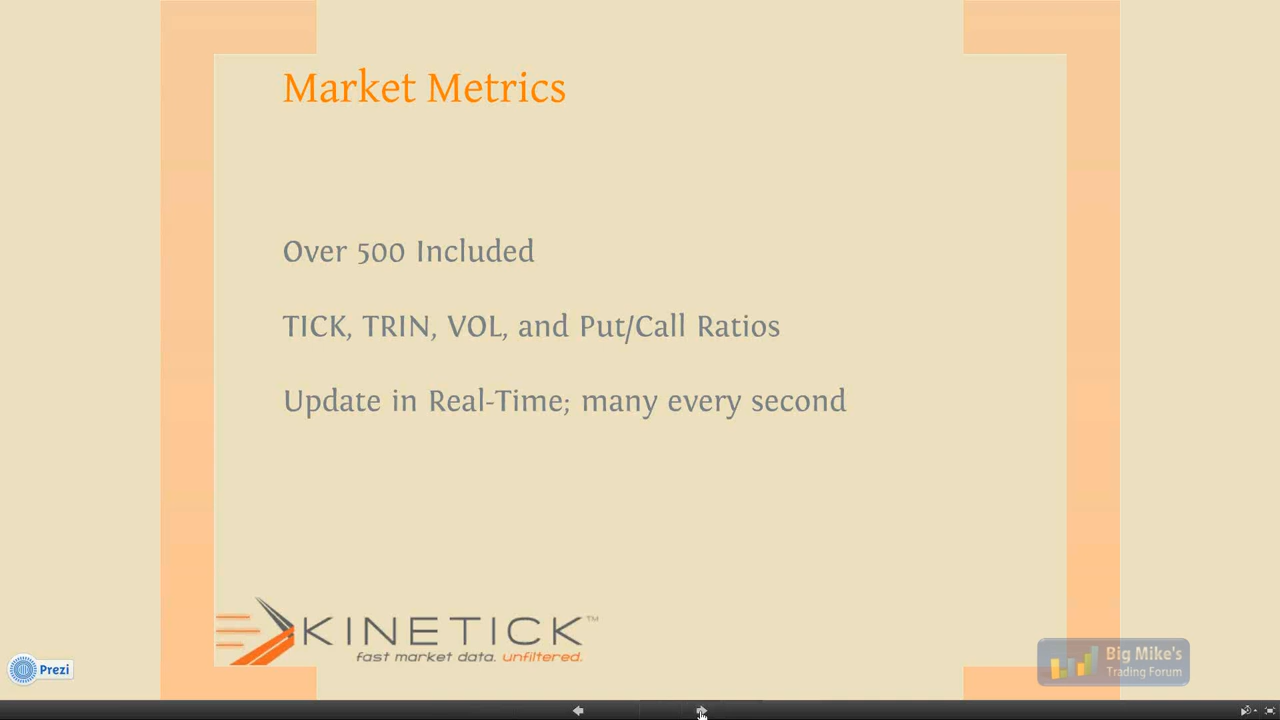 Market Metrics
Over 500 Included
TICK, TRIN, VOL, and Put/Call Ratios
Update in Real-Time; many every second
KINETICK™
fast market data. unfiltered.
Prezi
Big Mike's
Trading Forum